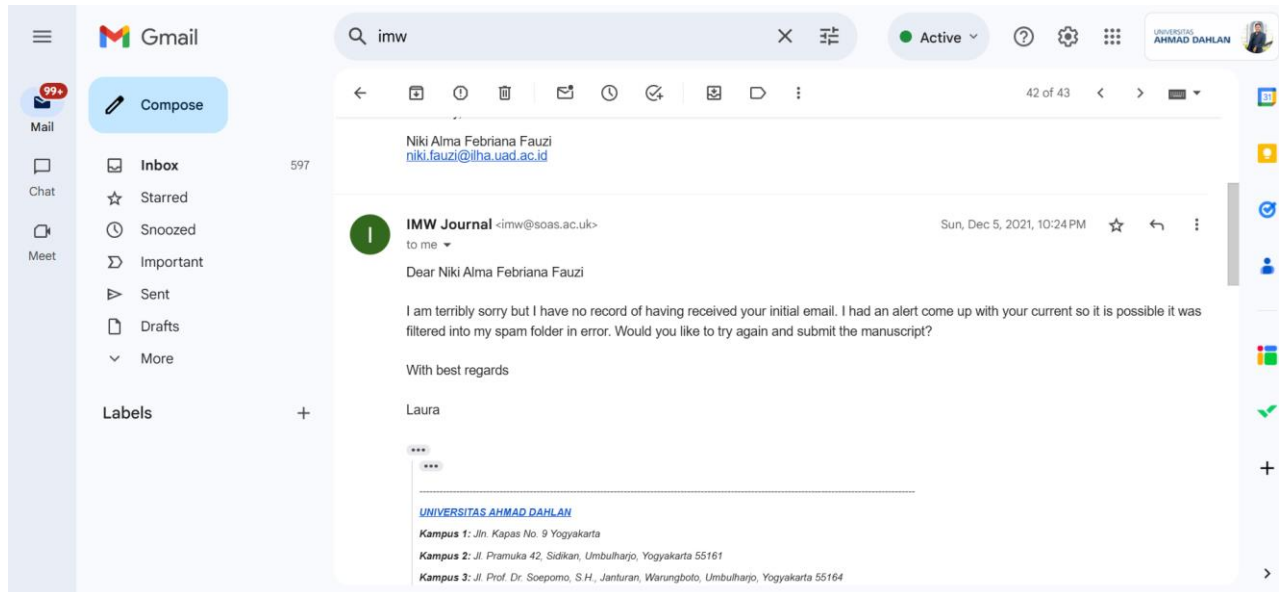 Gmail
imw
Active
UNIVERSITAS
AHMAD DAHLAN
99+
Mail
Chat
Meet
Compose
Inbox 597
Starred
Snoozed
Important
Sent
Drafts
More
Labels
42 of 43
31
Niki Alma Febriana Fauzi
niki.fauzi@ilha.uad.ac.id
I
IMW Journal <imw@soas.ac.uk>
Sun, Dec 5, 2021, 10:24 PM
to me
Dear Niki Alma Febriana Fauzi
I am terribly sorry but I have no record of having received your initial email. I had an alert come up with your current so it is possible it was
filtered into my spam folder in error. Would you like to try again and submit the manuscript?
With best regards
Laura
UNIVERSITAS AHMAD DAHLAN
Kampus 1: Jln. Kapas No. 9 Yogyakarta
Kampus 2: Jl. Pramuka 42, Sidikan, Umbulharjo, Yogyakarta 55161
Kampus 3: Jl. Prof. Dr. Soepomo, S.H., Janturan, Warungboto, Umbulharjo, Yogyakarta 55164